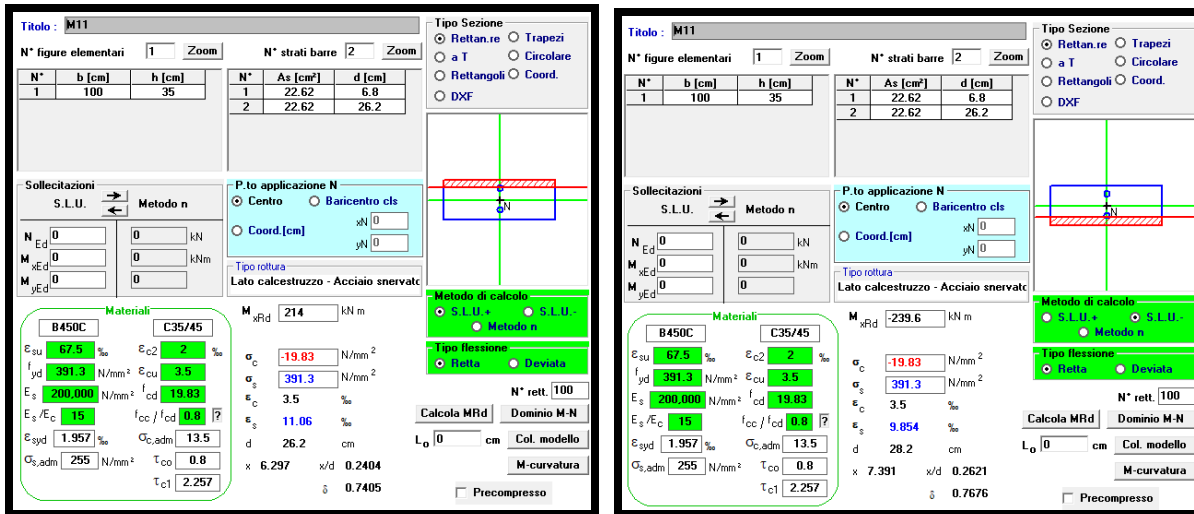 Titolo : M11
N° figure elementari 1 Zoom N° strati barre 2 Zoom
N° b [cm] h [cm]
1 100 35
N° As [cm²] d [cm]
1 22.62 6.8
2 22.62 26.2
Tipo Sezione
Rettan.re Trapezi
a T Circolare
Rettangoli Coord.
DXF
N
Sollecitazioni
S.L.U. Metodo n
N Ed 0 0 kN
M xEd 0 0 kNm
M yEd 0 0
P.to applicazione N
Centro Baricentro cls
Coord.[cm] xN 0
yN 0
Tipo rottura
Lato calcestruzzo - Acciaio snervatc
Materiali
B450C C35/45
εsu 67.5 ‰ εc2 2 ‰
fyd 391.3 N/mm² εcu 3.5
Es 200,000 N/mm² fcd 19.83
Es/Ec 15 fcc / fcd 0.8 ?
εsyd 1.957 ‰ σc,adm 13.5
σs,adm 255 N/mm² τco 0.8
τc1 2.257
M xRd 214 kN m
σc -19.83 N/mm²
σs 391.3 N/mm²
εc 3.5 ‰
εs 11.06 ‰
d 26.2 cm
x 6.297 x/d 0.2404
δ 0.7405
Metodo di calcolo
S.L.U.+ S.L.U.-
Metodo n
Tipo flessione
Retta Deviata
N° rett. 100
Calcola MRd Dominio M-N
Lo 0 cm Col. modello
M-curvatura
Precompresso
Titolo : M11
N° figure elementari 1 Zoom N° strati barre 2 Zoom
N° b [cm] h [cm]
1 100 35
N° As [cm²] d [cm]
1 22.62 6.8
2 22.62 26.2
Tipo Sezione
Rettan.re Trapezi
a T Circolare
Rettangoli Coord.
DXF
N
Sollecitazioni
S.L.U. Metodo n
N Ed 0 0 kN
M xEd 0 0 kNm
M yEd 0 0
P.to applicazione N
Centro Baricentro cls
Coord.[cm] xN 0
yN 0
Tipo rottura
Lato calcestruzzo - Acciaio snervatc
Materiali
B450C C35/45
εsu 67.5 ‰ εc2 2 ‰
fyd 391.3 N/mm² εcu 3.5
Es 200,000 N/mm² fcd 19.83
Es/Ec 15 fcc / fcd 0.8 ?
εsyd 1.957 ‰ σc,adm 13.5
σs,adm 255 N/mm² τco 0.8
τc1 2.257
M xRd -239.6 kN m
σc -19.83 N/mm²
σs 391.3 N/mm²
εc 3.5 ‰
εs 9.854 ‰
d 28.2 cm
x 7.391 x/d 0.2621
δ 0.7676
Metodo di calcolo
S.L.U.+ S.L.U.-
Metodo n
Tipo flessione
Retta Deviata
N° rett. 100
Calcola MRd Dominio M-N
Lo 0 cm Col. modello
M-curvatura
Precompresso